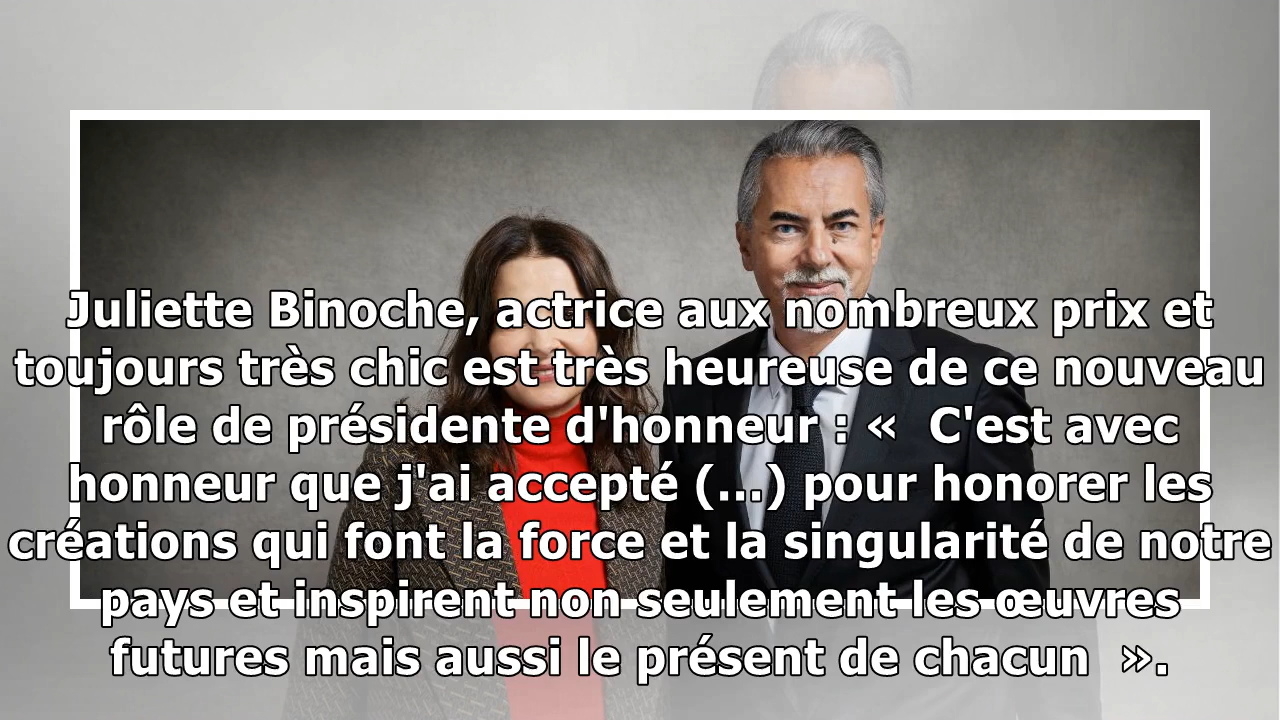 Juliette Binoche, actrice aux nombreux prix et
toujours très chic est très heureuse de ce nouveau
rôle de présidente d'honneur : «  C'est avec
honneur que j'ai accepté (...) pour honorer les
créations qui font la force et la singularité de notre
pays et inspirent non seulement les œuvres
futures mais aussi le présent de chacun  ».